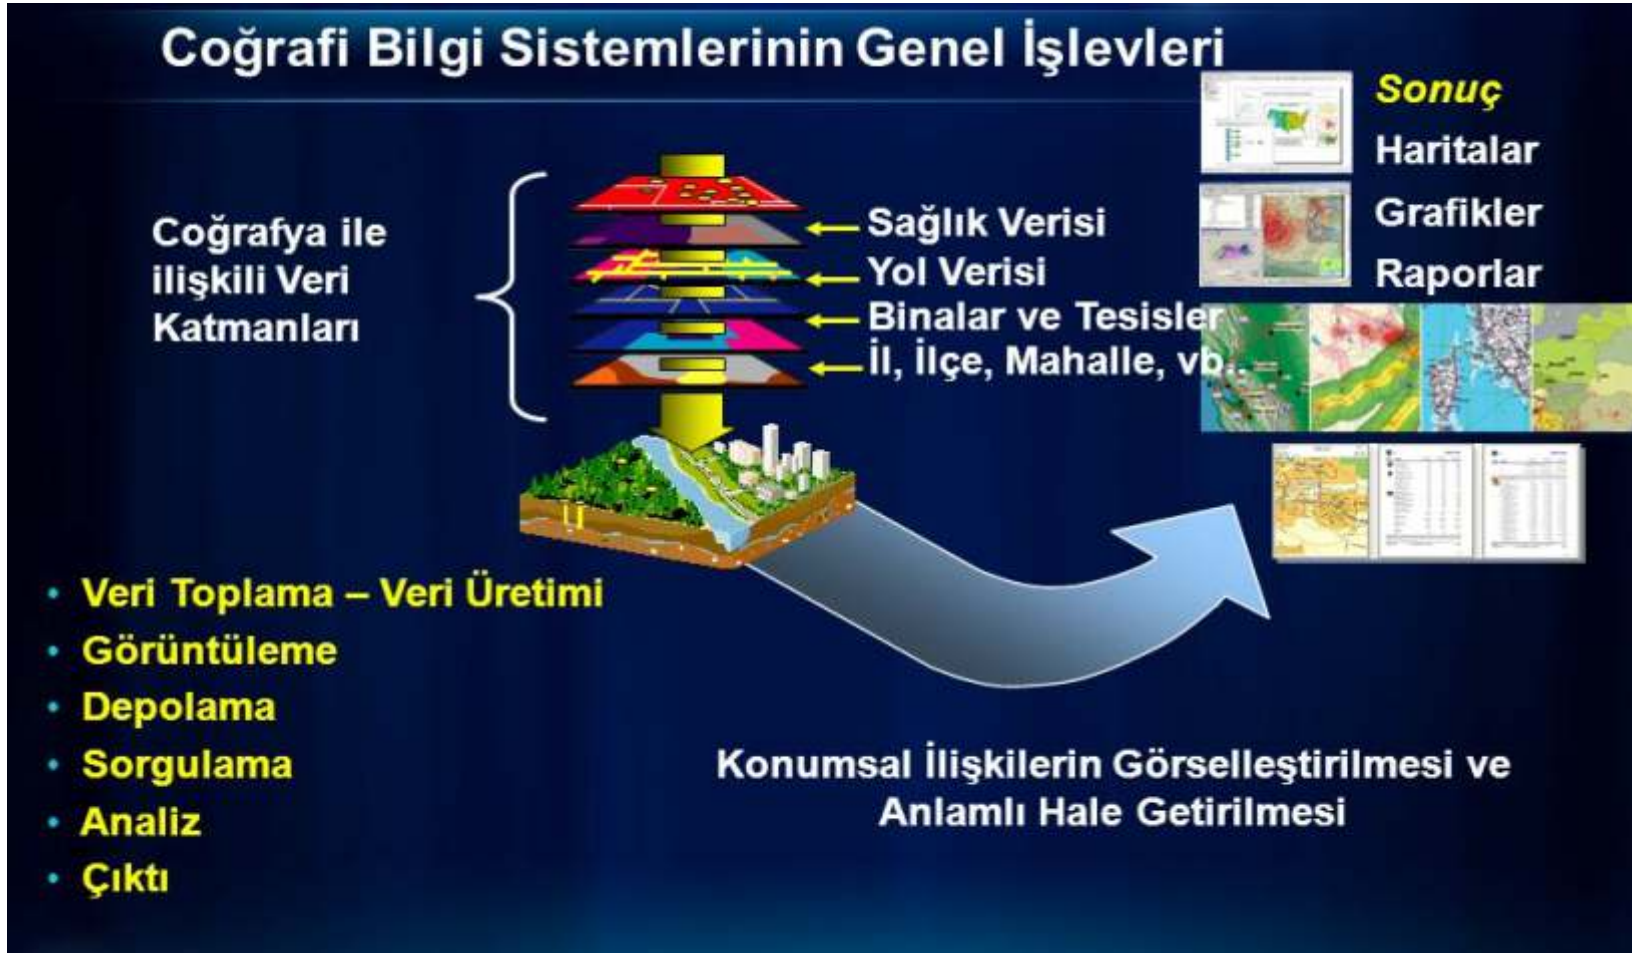 Coğrafi Bilgi Sistemlerinin Genel İşlevleri
Coğrafya ile
ilişkili Veri
Katmanları
Sağlık Verisi
Yol Verisi
Binalar ve Tesisler
İl, İlçe, Mahalle, vb..
Sonuç
Haritalar
Grafikler
Raporlar
• Veri Toplama – Veri Üretimi
• Görüntüleme
• Depolama
• Sorgulama
• Analiz
• Çıktı
Konumsal İlişkilerin Görselleştirilmesi ve
Anlamlı Hale Getirilmesi